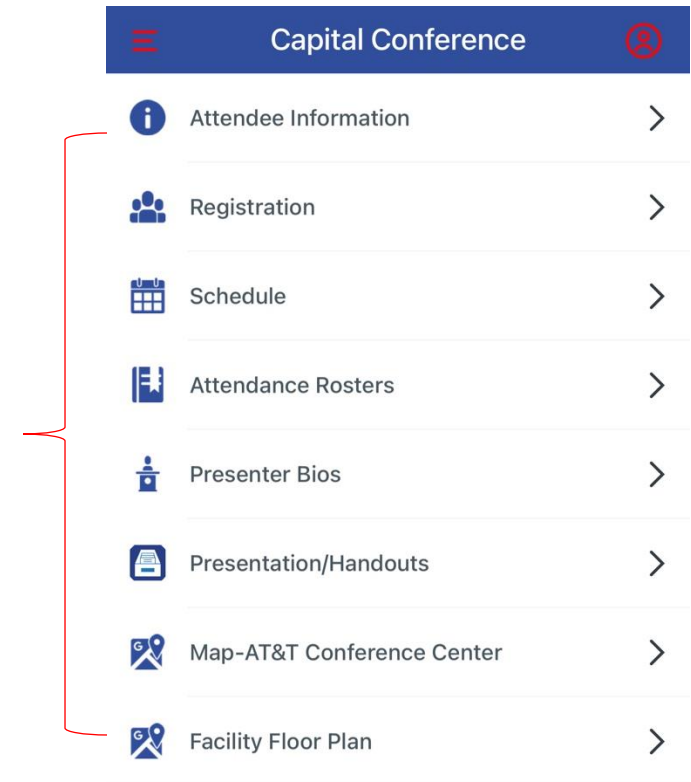 Capital Conference
Attendee Information
Registration
Schedule
Attendance Rosters
Presenter Bios
Presentation/Handouts
Map-AT&T Conference Center
Facility Floor Plan